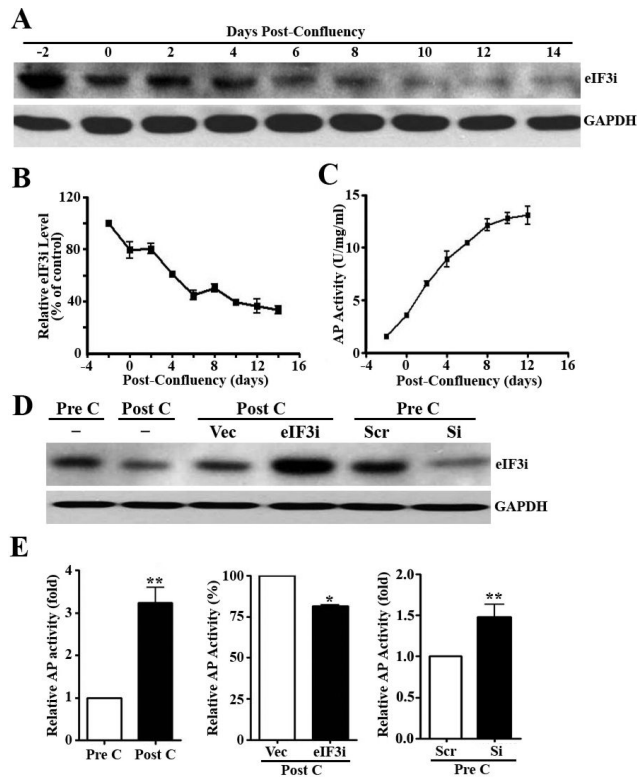 A
Days Post-Confluency
-2 0 2 4 6 8 10 12 14
eIF3i
GAPDH
B
Relative eIF3i Level
(% of control)
120
80
40
0
-4 0 4 8 12 16
Post-Confluency (days)
C
AP Activity (U/mg/ml)
15
10
5
0
-4 0 4 8 12 16
Post-Confluency (days)
D
Pre C Post C Post C Pre C
– – Vec eIF3i Scr Si
eIF3i
GAPDH
E
Relative AP activity (fold)
4
3
2
1
0
**
Pre C Post C
Relative AP Activity (%)
100
75
50
25
0
*
Vec eIF3i
Post C
Relative AP Activity (fold)
2.0
1.5
1.0
0.5
0.0
**
Scr Si
Pre C